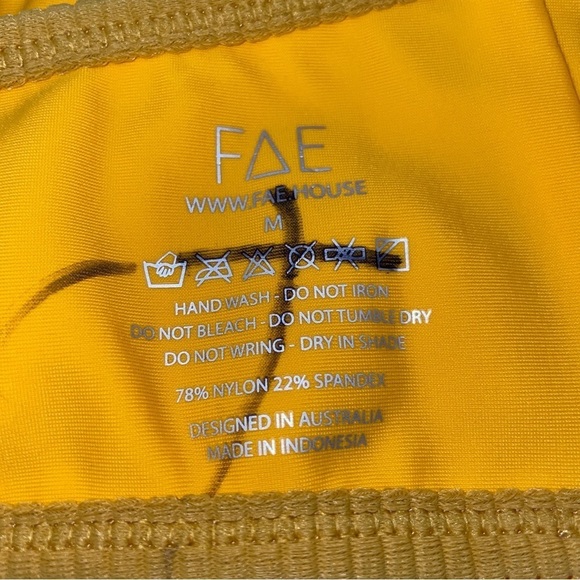 FAE
WWW.FAE.HOUSE
M
HAND WASH - DO NOT IRON
DO NOT BLEACH - DO NOT TUMBLE DRY
DO NOT WRING - DRY IN SHADE
78% NYLON 22% SPANDEX
DESIGNED IN AUSTRALIA
MADE IN INDONESIA